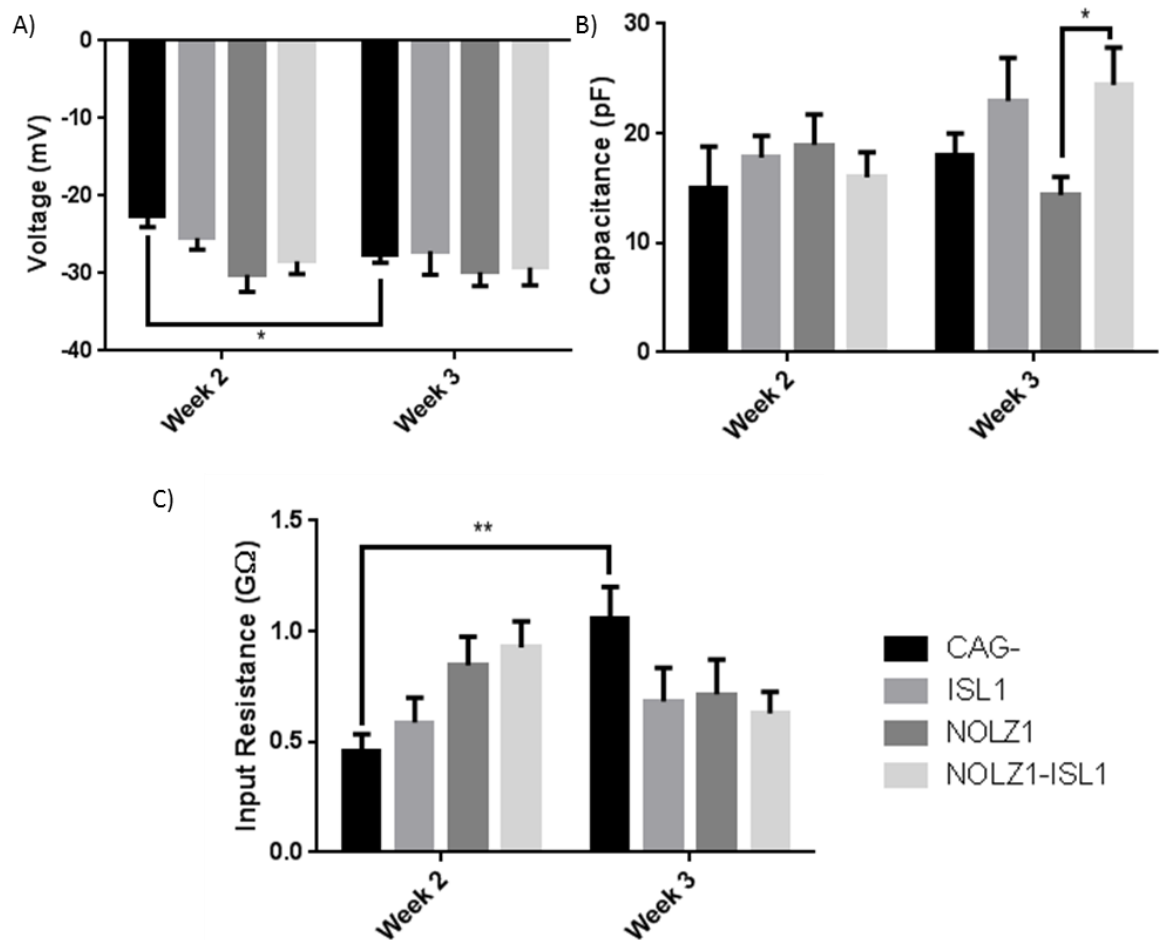 A)
0
-10
-20
-30
-40
Voltage (mV)
*
Week 2
Week 3
B)
30
20
10
0
Capacitance (pF)
*
Week 2
Week 3
C)
1.5
1.0
0.5
0.0
Input Resistance (GΩ)
**
Week 2
Week 3
CAG-
ISL1
NOLZ1
NOLZ1-ISL1